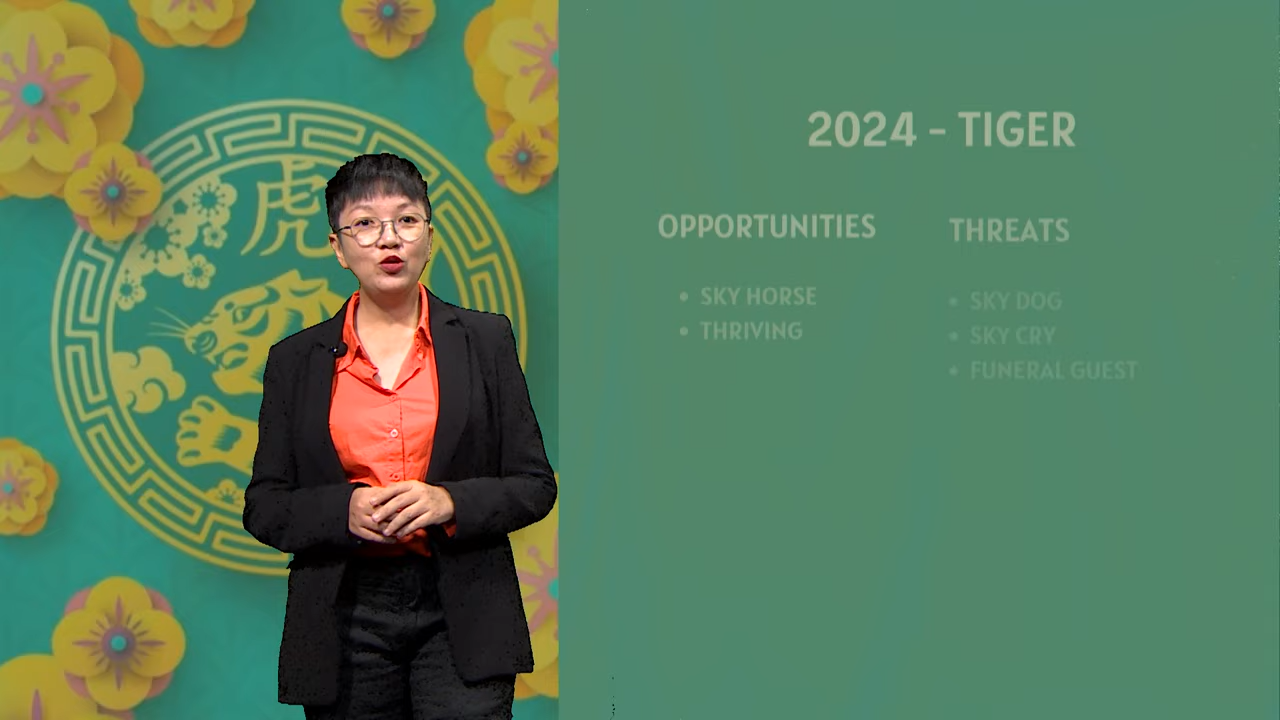 虎
2024 - TIGER
OPPORTUNITIES
• SKY HORSE
• THRIVING
THREATS
• SKY DOG
• SKY CRY
• FUNERAL GUEST